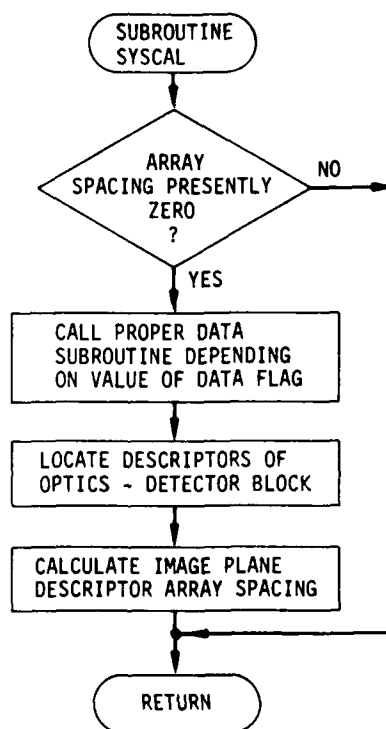 SUBROUTINE
SYSCAL
ARRAY
SPACING PRESENTLY
ZERO
?
NO
YES
CALL PROPER DATA
SUBROUTINE DEPENDING
ON VALUE OF DATA FLAG
LOCATE DESCRIPTORS OF
OPTICS - DETECTOR BLOCK
CALCULATE IMAGE PLANE
DESCRIPTOR ARRAY SPACING
RETURN